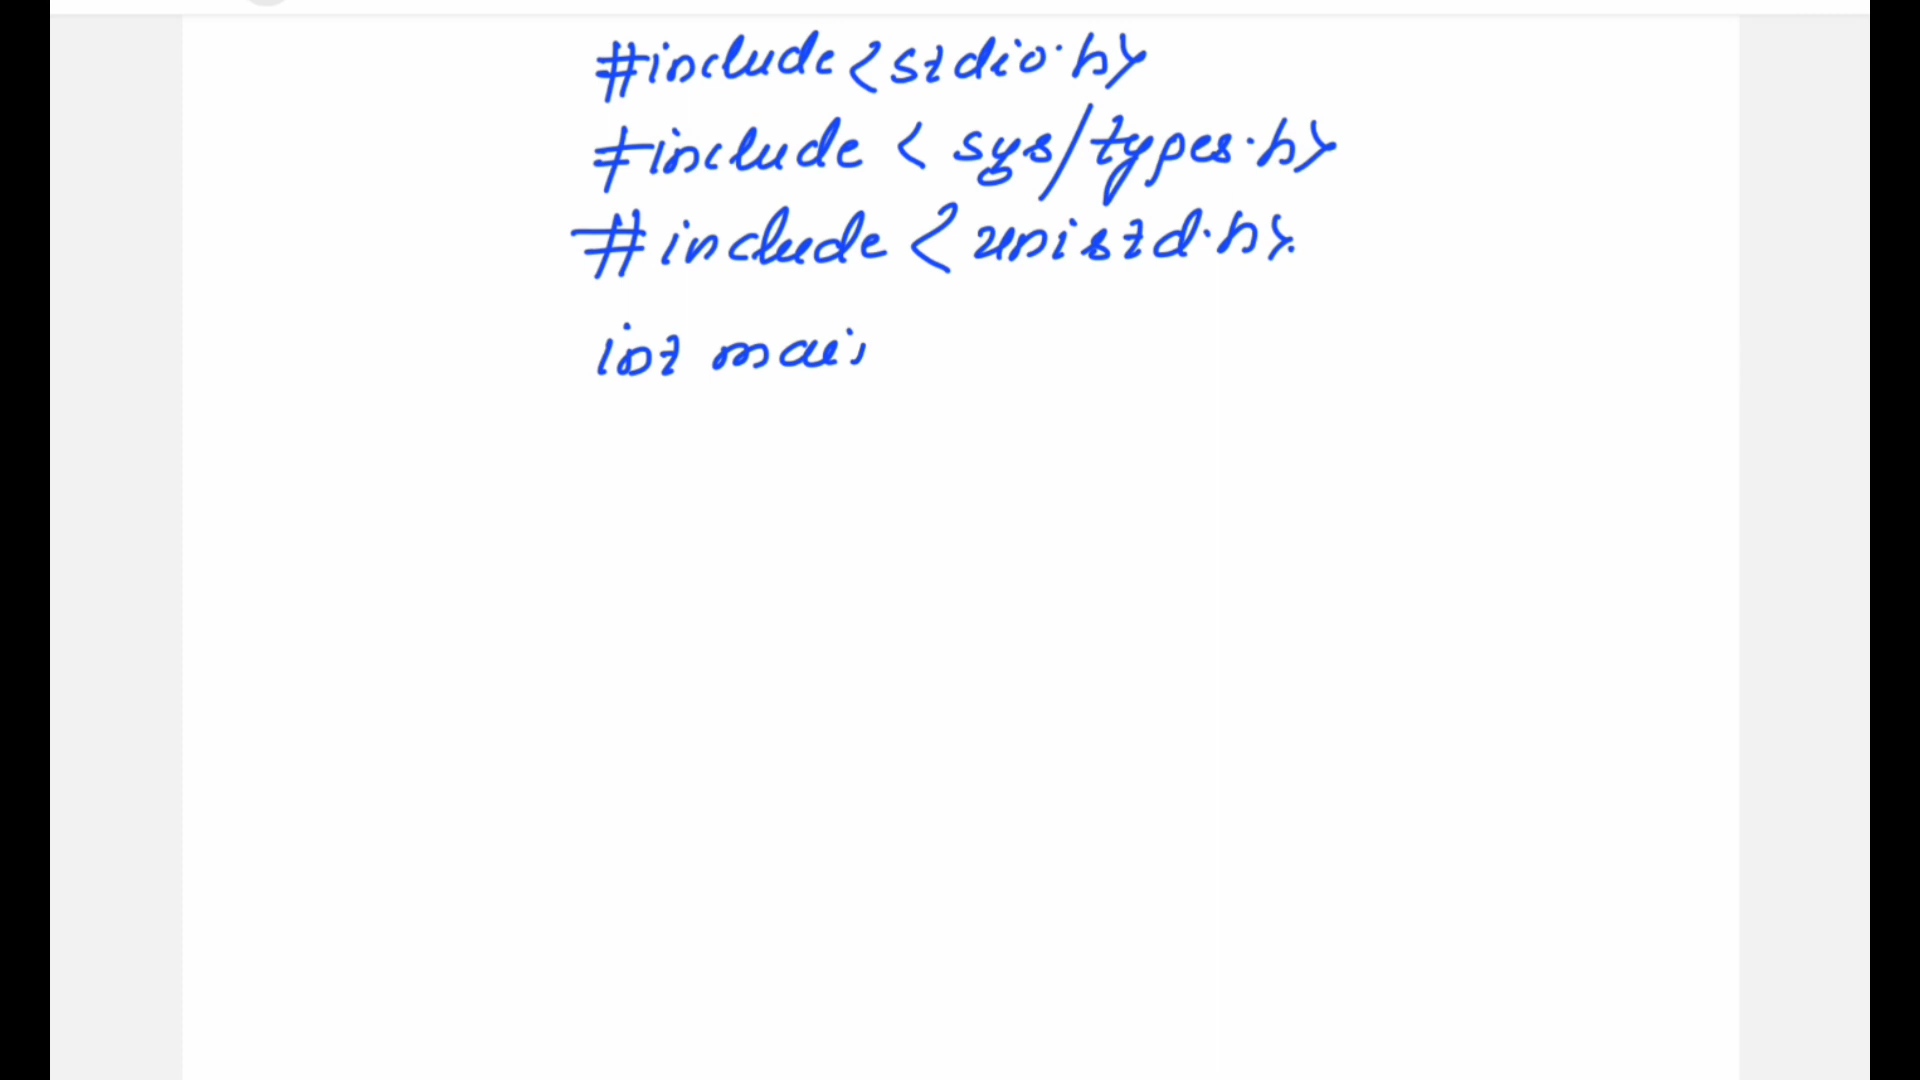 #include<stdio.h>
#include < sys/types.h>
#include <unistd.h>
int mai